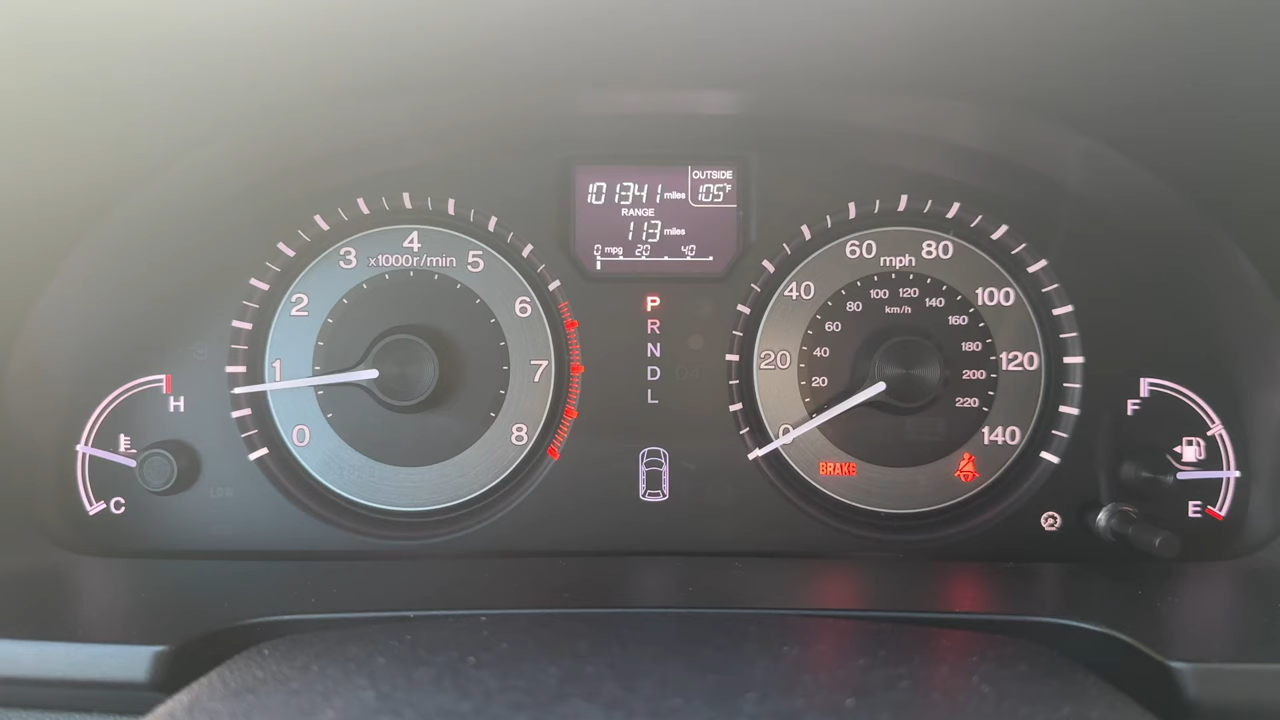 OUTSIDE
101341 miles 105°F
RANGE
113 miles
0 mpg 20 40
0 1 2 3 4 5 6 7 8
x1000r/min
P
R
N
D
L
0 20 40 60 80 100 120 140
mph
20 40 60 80 100 120 140 160 180 200 220
km/h
BRAKE
H
C
F
E